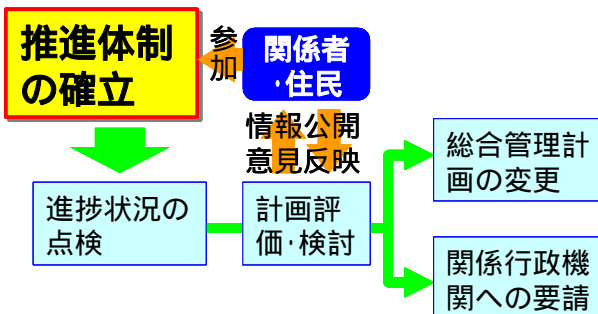 推進体制
の確立
参
加
関係者
・住民
情報公開
意見反映
進捗状況の
点検
計画評
価・検討
総合管理計
画の変更
関係行政機
関への要請